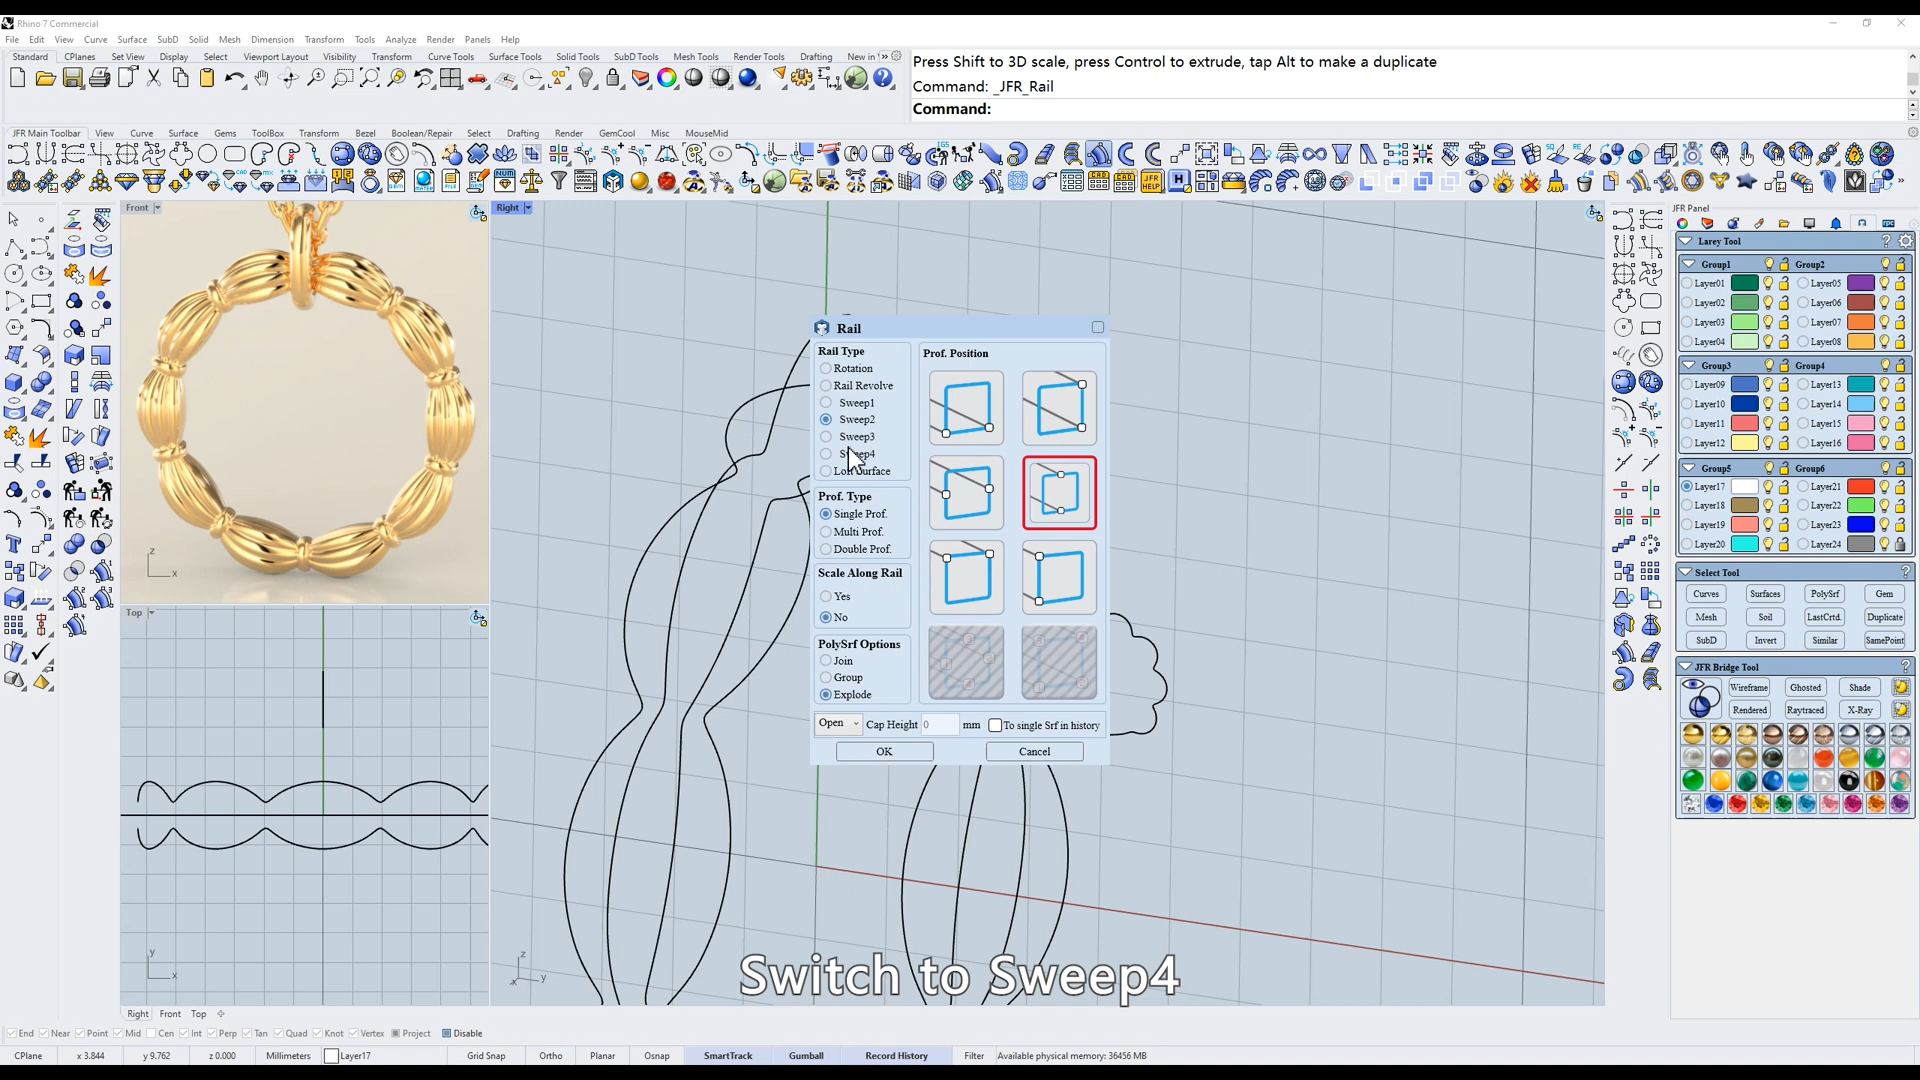 Rhino 7 Commercial
File Edit View Curve Surface SubD Solid Mesh Dimension Transform Tools Analyze Render Panels Help
Standard CPlanes Set View Display Select Viewport Layout Visibility Transform Curve Tools Surface Tools Solid Tools SubD Tools Mesh Tools Render Tools Drafting New in
Press Shift to 3D scale, press Control to extrude, tap Alt to make a duplicate
Command: _JFR_Rail
Command:
JFR Main Toolbar View Curve Surface Gems ToolBox Transform Bezel Boolean/Repair Select Drafting Render GemCool Misc MouseMid
Front
Right
JFR Panel
Larey Tool
Group1 Group2
Layer01 Layer05
Layer02 Layer06
Layer03 Layer07
Layer04 Layer08
Group3 Group4
Layer09 Layer13
Layer10 Layer14
Layer11 Layer15
Layer12 Layer16
Group5 Group6
Layer17 Layer21
Layer18 Layer22
Layer19 Layer23
Layer20 Layer24
Select Tool
Curves Surfaces PolySrf Gem
Mesh Soil LastCrtd. Duplicate
SubD Invert Similar SamePoint
JFR Bridge Tool
Wireframe Ghosted Shade
Rendered Raytraced X-Ray
Rail
Rail Type
Rotation
Rail Revolve
Sweep1
Sweep2
Sweep3
Sweep4
Loft Surface
Prof. Type
Single Prof.
Multi Prof.
Double Prof.
Scale Along Rail
Yes
No
PolySrf Options
Join
Group
Explode
Prof. Position
Open Cap Height 0 mm To single Srf in history
OK Cancel
z
x
Top
y
x
z
y
x
Switch to Sweep4
Right Front Top
End Near Point Mid Cen Int Perp Tan Quad Knot Vertex Project Disable
CPlane x 3.844 y 9.762 z 0.000 Millimeters Layer17 Grid Snap Ortho Planar Osnap SmartTrack Gumball Record History Filter Available physical memory: 36456 MB